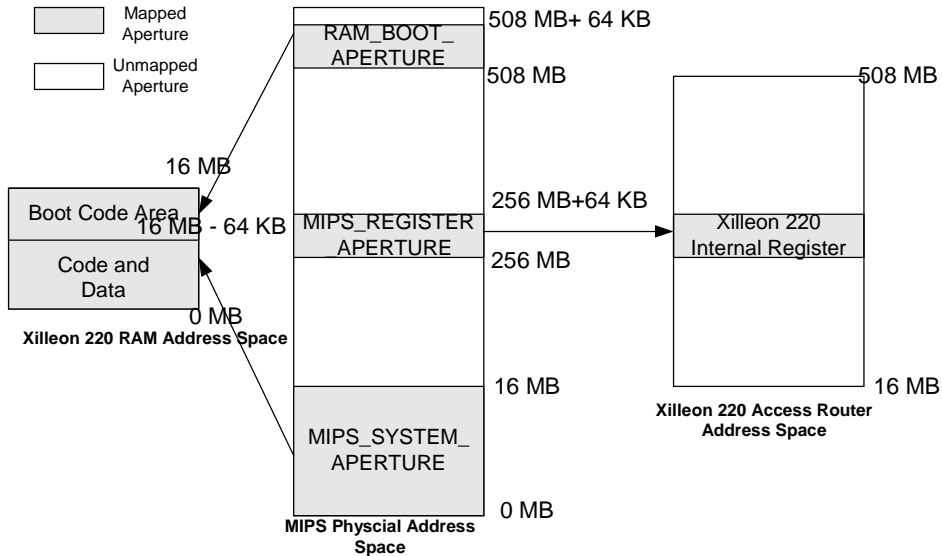 Mapped
Aperture
Unmapped
Aperture
508 MB+ 64 KB
RAM_BOOT_
APERTURE
508 MB
508 MB
16 MB
Boot Code Area
16 MB - 64 KB
Code and
Data
0 MB
Xilleon 220 RAM Address Space
256 MB+64 KB
MIPS_REGISTER
_APERTURE
256 MB
Xilleon 220
Internal Register
16 MB
MIPS_SYSTEM_
APERTURE
0 MB
MIPS Physcial Address
Space
16 MB
Xilleon 220 Access Router
Address Space